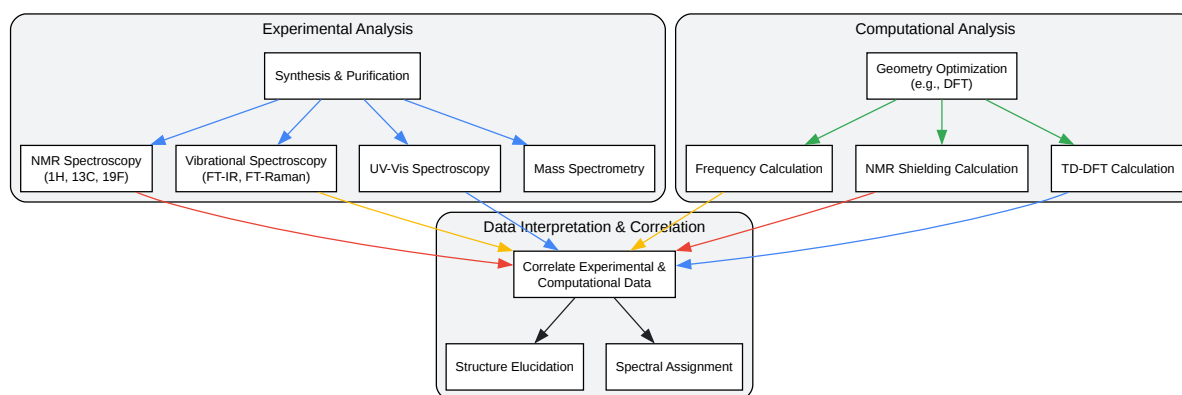 Experimental Analysis
Synthesis & Purification
NMR Spectroscopy
(1H, 13C, 19F)
Vibrational Spectroscopy
(FT-IR, FT-Raman)
UV-Vis Spectroscopy
Mass Spectrometry
Computational Analysis
Geometry Optimization
(e.g., DFT)
Frequency Calculation
NMR Shielding Calculation
TD-DFT Calculation
Data Interpretation & Correlation
Correlate Experimental &
Computational Data
Structure Elucidation
Spectral Assignment